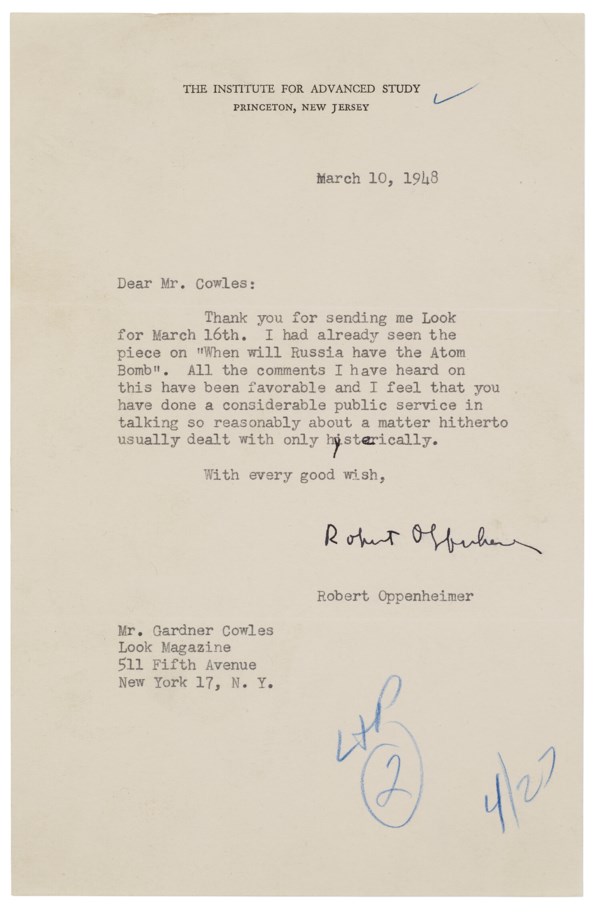 THE INSTITUTE FOR ADVANCED STUDY
PRINCETON, NEW JERSEY
March 10, 1948
Dear Mr. Cowles:
Thank you for sending me Look
for March 16th. I had already seen the
piece on "When will Russia have the Atom
Bomb". All the comments I have heard on
this have been favorable and I feel that you
have done a considerable public service in
talking so reasonably about a matter hitherto
usually dealt with only hysterically.
With every good wish,
Robert Oppenheimer
Robert Oppenheimer
Mr. Gardner Cowles
Look Magazine
511 Fifth Avenue
New York 17, N. Y.
2
4/27